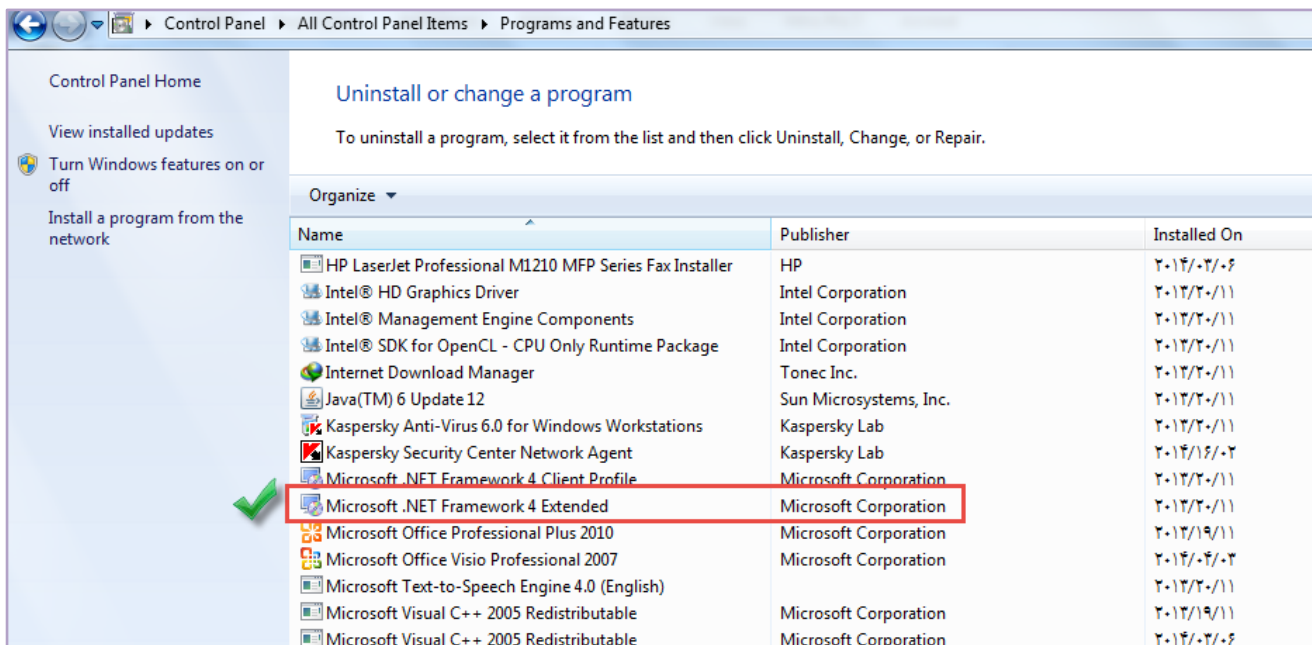 Control Panel ▸ All Control Panel Items ▸ Programs and Features
Control Panel Home
View installed updates
Turn Windows features on or
off
Install a program from the
network
Uninstall or change a program
To uninstall a program, select it from the list and then click Uninstall, Change, or Repair.
Organize
Name Publisher Installed On
HP LaserJet Professional M1210 MFP Series Fax Installer HP ۲۰۱۴/۰۲/۰۶
Intel® HD Graphics Driver Intel Corporation ۲۰۱۳/۲۰/۱۱
Intel® Management Engine Components Intel Corporation ۲۰۱۳/۲۰/۱۱
Intel® SDK for OpenCL - CPU Only Runtime Package Intel Corporation ۲۰۱۳/۲۰/۱۱
Internet Download Manager Tonec Inc. ۲۰۱۳/۲۰/۱۱
Java(TM) 6 Update 12 Sun Microsystems, Inc. ۲۰۱۳/۲۰/۱۱
Kaspersky Anti-Virus 6.0 for Windows Workstations Kaspersky Lab ۲۰۱۳/۲۰/۱۱
Kaspersky Security Center Network Agent Kaspersky Lab ۲۰۱۴/۱۶/۰۲
Microsoft .NET Framework 4 Client Profile Microsoft Corporation ۲۰۱۳/۲۰/۱۱
Microsoft .NET Framework 4 Extended Microsoft Corporation ۲۰۱۳/۲۰/۱۱
Microsoft Office Professional Plus 2010 Microsoft Corporation ۲۰۱۳/۱۹/۱۱
Microsoft Office Visio Professional 2007 Microsoft Corporation ۲۰۱۴/۰۴/۰۳
Microsoft Text-to-Speech Engine 4.0 (English) ۲۰۱۳/۲۰/۱۱
Microsoft Visual C++ 2005 Redistributable Microsoft Corporation ۲۰۱۳/۱۹/۱۱
Microsoft Visual C++ 2005 Redistributable Microsoft Corporation ۲۰۱۴/۰۲/۰۶